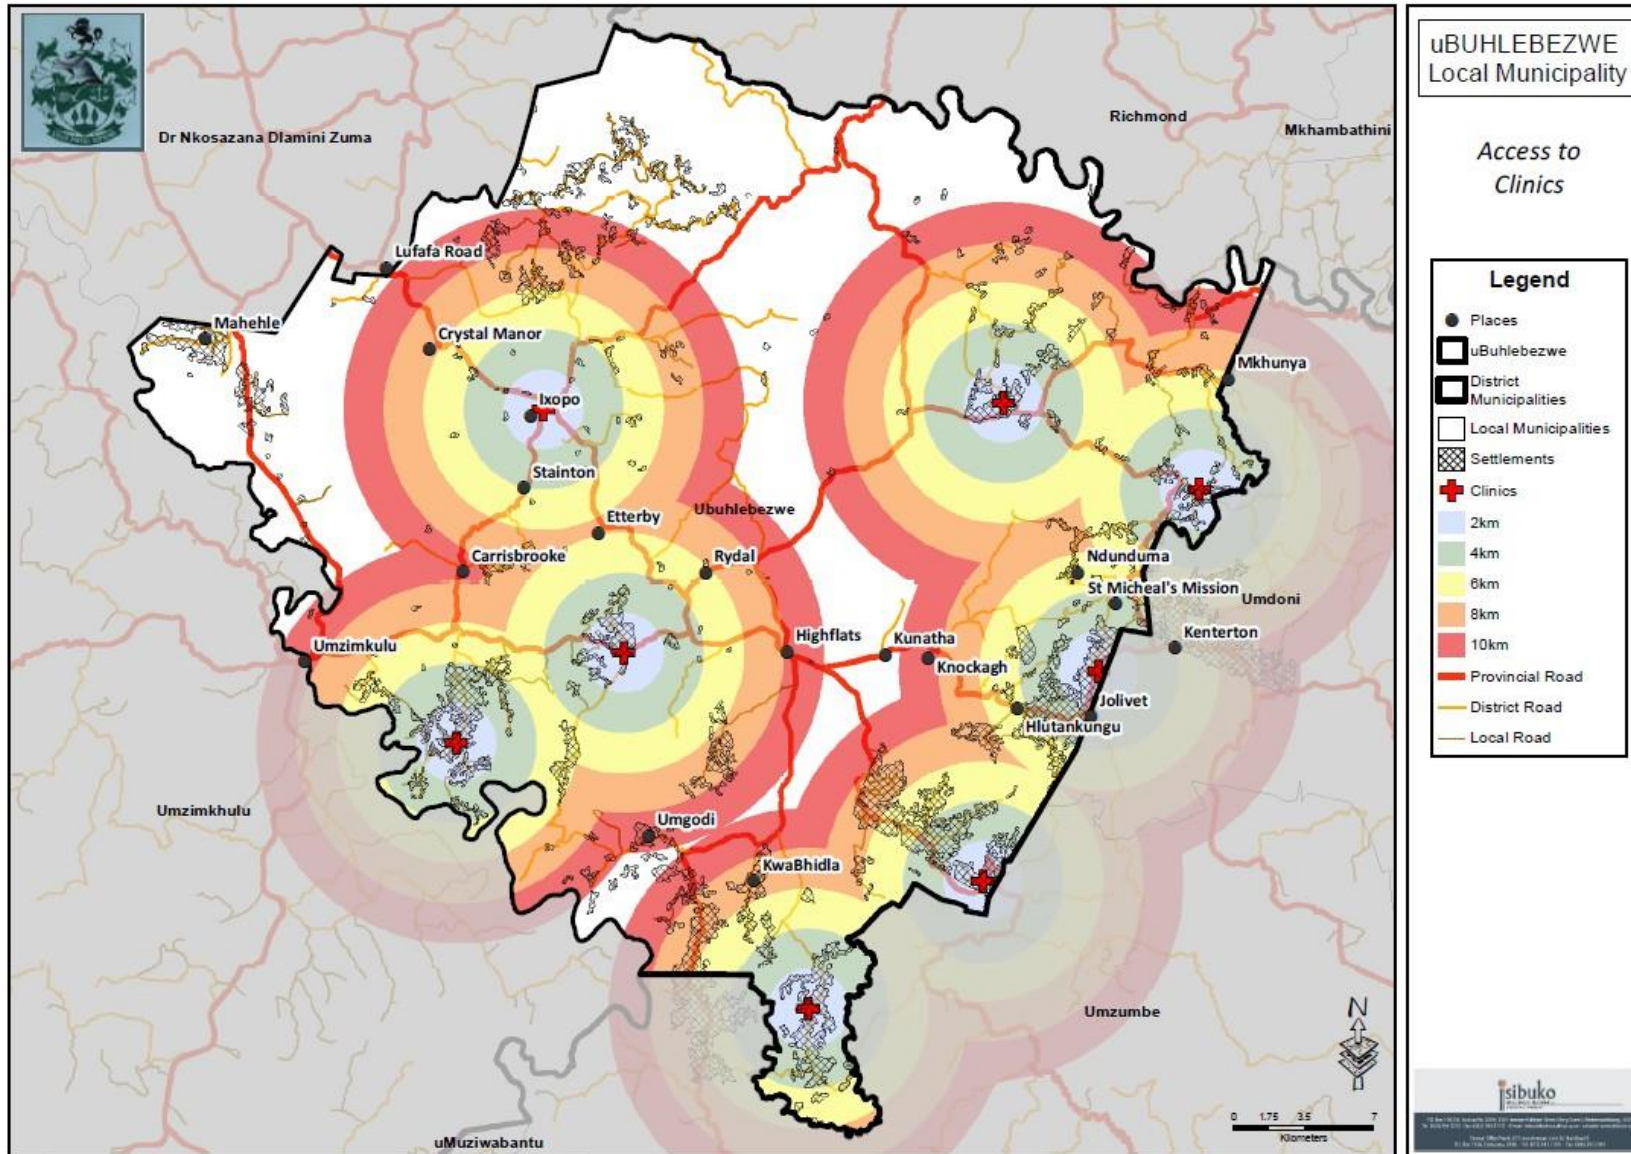 uBUHLEBEZWE
Local Municipality
Access to
Clinics
Legend
Places
uBuhlebezwe
District
Municipalities
Local Municipalities
Settlements
Clinics
2km
4km
6km
8km
10km
Provincial Road
District Road
Local Road
Dr Nkosazana Dlamini Zuma
Richmond
Mkhambathini
Lufafa Road
Mahehle
Crystal Manor
Mkhunya
Ixopo
Stainton
Ubuhlebezwe
Etterby
Carrisbrooke
Rydal
Ndunduma
St Micheal's Mission
Umdoni
Highflats
Kunatha
Kenterton
Umzimkulu
Knockagh
Jolivet
Hlutankungu
Umzimkhulu
Umgodi
KwaBhidla
Umzumbe
uMuziwabantu
N
0 1.75 3.5 7
Kilometers
isibuko